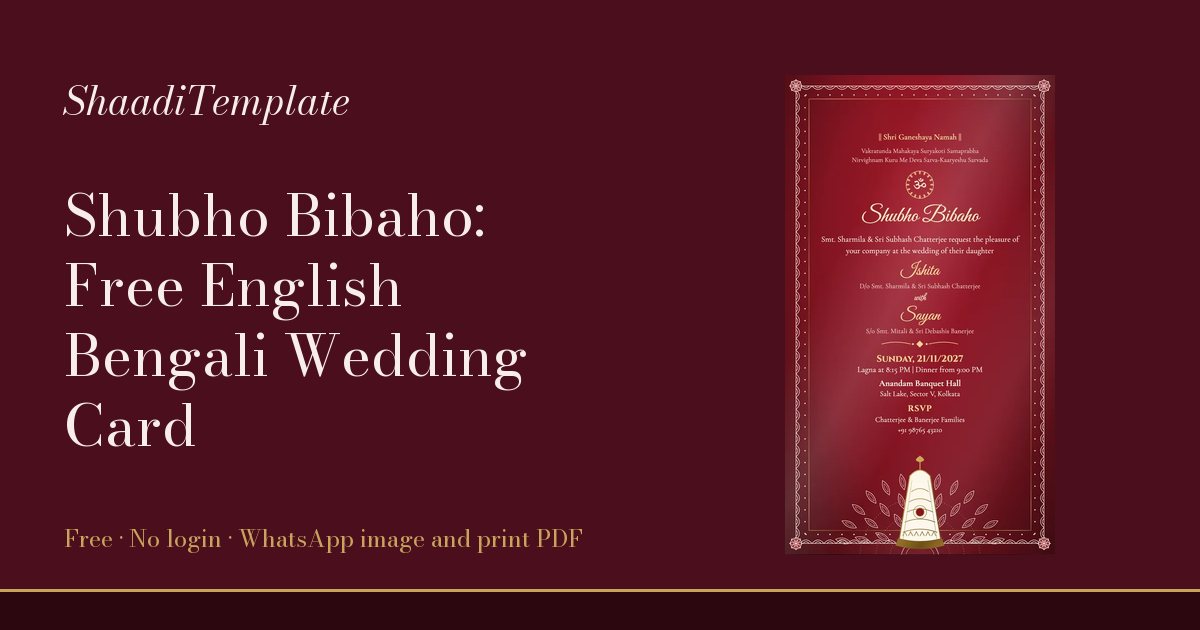 ShaadiTemplate
Shubho Bibaho:
Free English
Bengali Wedding
Card
Free · No login · WhatsApp image and print PDF
|| Shri Ganeshaya Namah ||
Vakratunda Mahakaya Suryakoti Samaprabha
Nirvighnam Kuru Me Deva Sarva-Kaaryeshu Sarvada
ॐ
Shubho Bibaho
Smt. Sharmila & Sri Subhash Chatterjee request the pleasure of
your company at the wedding of their daughter
Ishita
D/o Smt. Sharmila & Sri Subhash Chatterjee
with
Sayan
S/o Smt. Mitali & Sri Debashis Banerjee
Sunday, 21/11/2027
Lagna at 8:15 PM | Dinner from 9:00 PM
Anandam Banquet Hall
Salt Lake, Sector V, Kolkata
RSVP
Chatterjee & Banerjee Families
+91 98765 43210